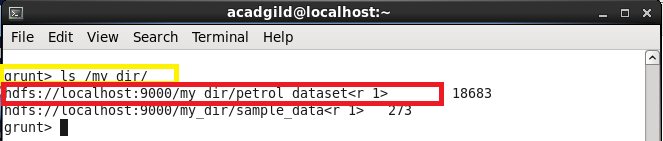 acadgild@localhost:~
File Edit View Search Terminal Help
grunt> ls /my_dir/
hdfs://localhost:9000/my_dir/petrol_dataset<r 1> 18683
hdfs://localhost:9000/my_dir/sample_data<r 1> 273
grunt>